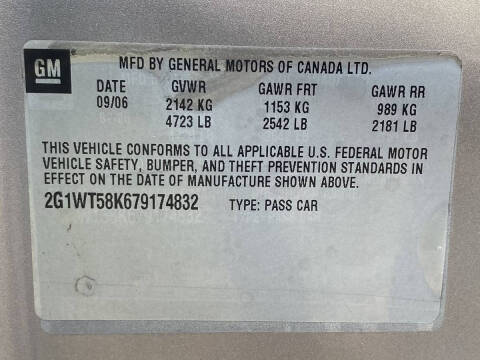 GM
MFD BY GENERAL MOTORS OF CANADA LTD.
DATE GVWR GAWR FRT GAWR RR
09/06 2142 KG 1153 KG 989 KG
4723 LB 2542 LB 2181 LB
THIS VEHICLE CONFORMS TO ALL APPLICABLE U.S. FEDERAL MOTOR
VEHICLE SAFETY, BUMPER, AND THEFT PREVENTION STANDARDS IN
EFFECT ON THE DATE OF MANUFACTURE SHOWN ABOVE.
2G1WT58K679174832 TYPE: PASS CAR